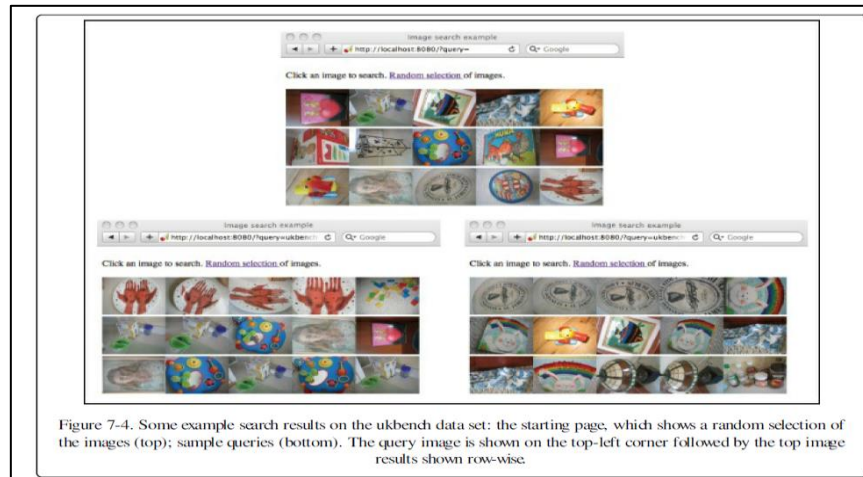 Image search example
http://localhost:8080/?query=
Google
Click an image to search. Random selection of images.
Image search example
http://localhost:8080/?query=ukbench
Google
Click an image to search. Random selection of images.
Image search example
http://localhost:8080/?query=ukbench
Google
Click an image to search. Random selection of images.
Figure 7-4. Some example search results on the ukbench data set: the starting page, which shows a random selection of
the images (top); sample queries (bottom). The query image is shown on the top-left corner followed by the top image
results shown row-wise.